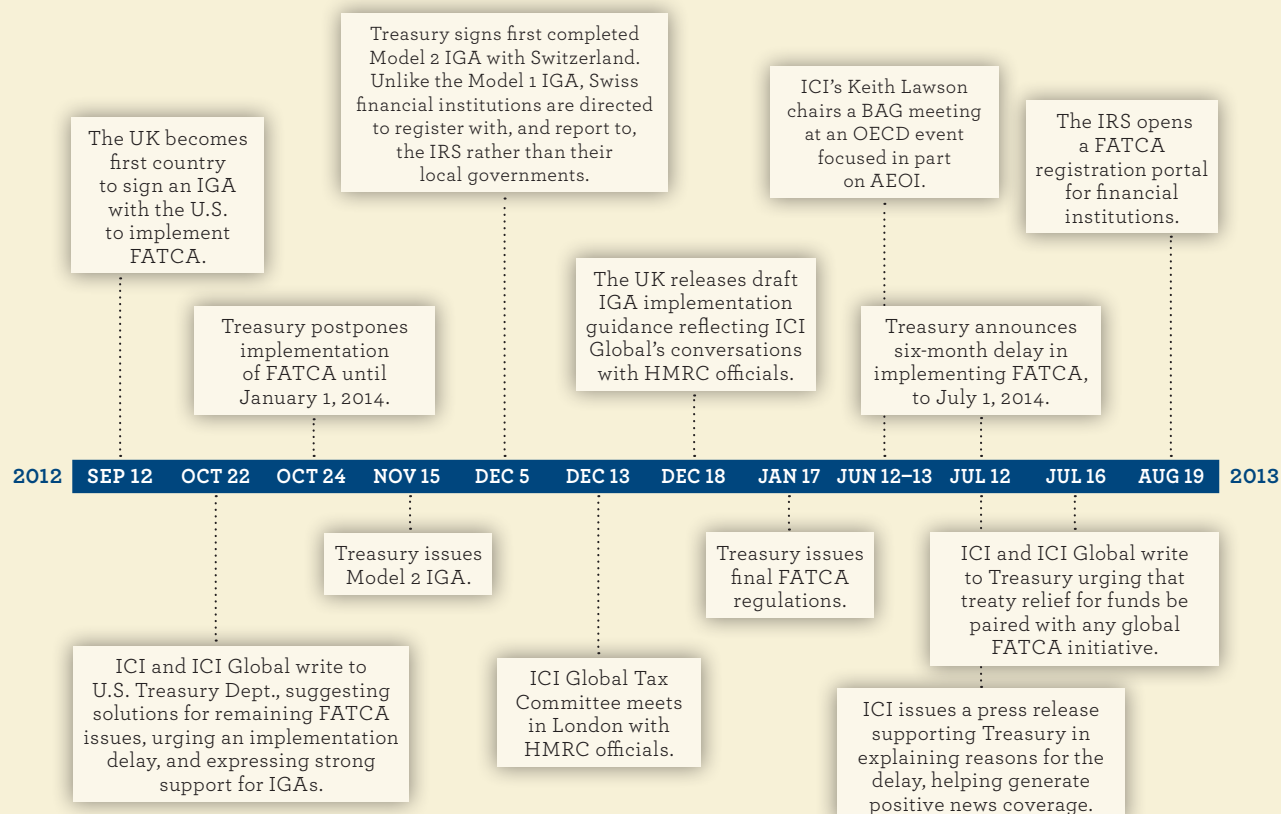 Treasury signs first completed
Model 2 IGA with Switzerland.
Unlike the Model 1 IGA, Swiss
financial institutions are directed
to register with, and report to,
the IRS rather than their
local governments.
ICI's Keith Lawson
chairs a BAG meeting
at an OECD event
focused in part
on AEOI.
The IRS opens
a FATCA
registration portal
for financial
institutions.
The UK becomes
first country
to sign an IGA
with the U.S.
to implement
FATCA.
The UK releases draft
IGA implementation
guidance reflecting ICI
Global's conversations
with HMRC officials.
Treasury postpones
implementation
of FATCA until
January 1, 2014.
Treasury announces
six-month delay in
implementing FATCA,
to July 1, 2014.
2012 SEP 12 OCT 22 OCT 24 NOV 15 DEC 5 DEC 13 DEC 18 JAN 17 JUN 12–13 JUL 12 JUL 16 AUG 19 2013
Treasury issues
Model 2 IGA.
Treasury issues
final FATCA
regulations.
ICI and ICI Global write
to Treasury urging that
treaty relief for funds be
paired with any global
FATCA initiative.
ICI and ICI Global write to
U.S. Treasury Dept., suggesting
solutions for remaining FATCA
issues, urging an implementation
delay, and expressing strong
support for IGAs.
ICI Global Tax
Committee meets
in London with
HMRC officials.
ICI issues a press release
supporting Treasury in
explaining reasons for the
delay, helping generate
positive news coverage.